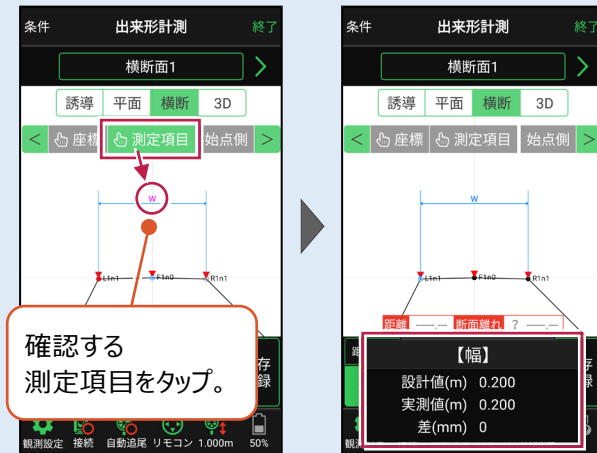 条件 出来形計測 終了
横断面1
誘導 平面 横断 3D
< 座標 測定項目 始点側 >
W
L1n1 F1n0 R1n1
確認する
測定項目をタップ。
存
録
観測設定 接続 自動追尾 リモコン 1.000m 50%
条件 出来形計測 終了
横断面1
誘導 平面 横断 3D
< 座標 測定項目 始点側 >
W
L1n1 F1n0 R1n1
距離 -----.--- 断面離れ ? -----.---
【幅】
設計値(m) 0.200
実測値(m) 0.200
差(mm) 0